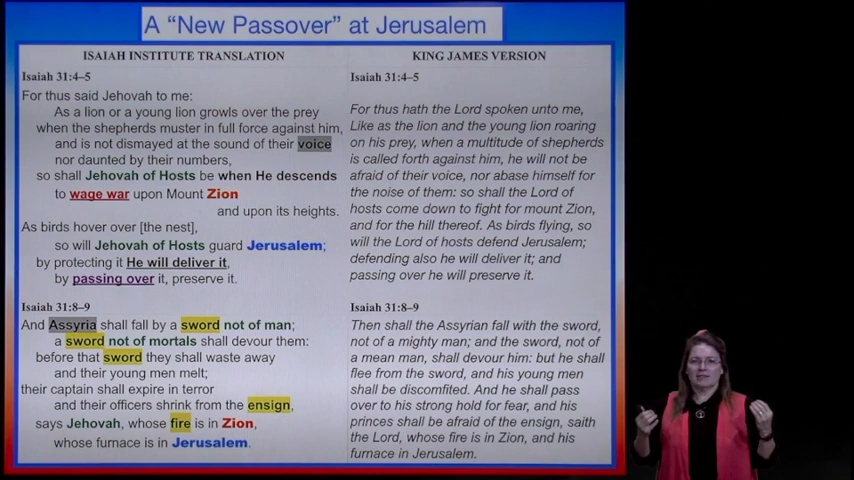 A “New Passover” at Jerusalem
ISAIAH INSTITUTE TRANSLATION
Isaiah 31:4–5
For thus said Jehovah to me:
As a lion or a young lion growls over the prey
when the shepherds muster in full force against him,
and is not dismayed at the sound of their voice
nor daunted by their numbers,
so shall Jehovah of Hosts be when He descends
to wage war upon Mount Zion
and upon its heights.
As birds hover over [the nest],
so will Jehovah of Hosts guard Jerusalem;
by protecting it He will deliver it,
by passing over it, preserve it.
Isaiah 31:8–9
And Assyria shall fall by a sword not of man;
a sword not of mortals shall devour them:
before that sword they shall waste away
and their young men melt;
their captain shall expire in terror
and their officers shrink from the ensign,
says Jehovah, whose fire is in Zion,
whose furnace is in Jerusalem.
KING JAMES VERSION
Isaiah 31:4–5
For thus hath the Lord spoken unto me,
Like as the lion and the young lion roaring
on his prey, when a multitude of shepherds
is called forth against him, he will not be
afraid of their voice, nor abase himself for
the noise of them: so shall the Lord of
hosts come down to fight for mount Zion,
and for the hill thereof. As birds flying, so
will the Lord of hosts defend Jerusalem;
defending also he will deliver it; and
passing over he will preserve it.
Isaiah 31:8–9
Then shall the Assyrian fall with the sword,
not of a mighty man; and the sword, not of
a mean man, shall devour him: but he shall
flee from the sword, and his young men
shall be discomfited. And he shall pass
over to his strong hold for fear, and his
princes shall be afraid of the ensign, saith
the Lord, whose fire is in Zion, and his
furnace in Jerusalem.